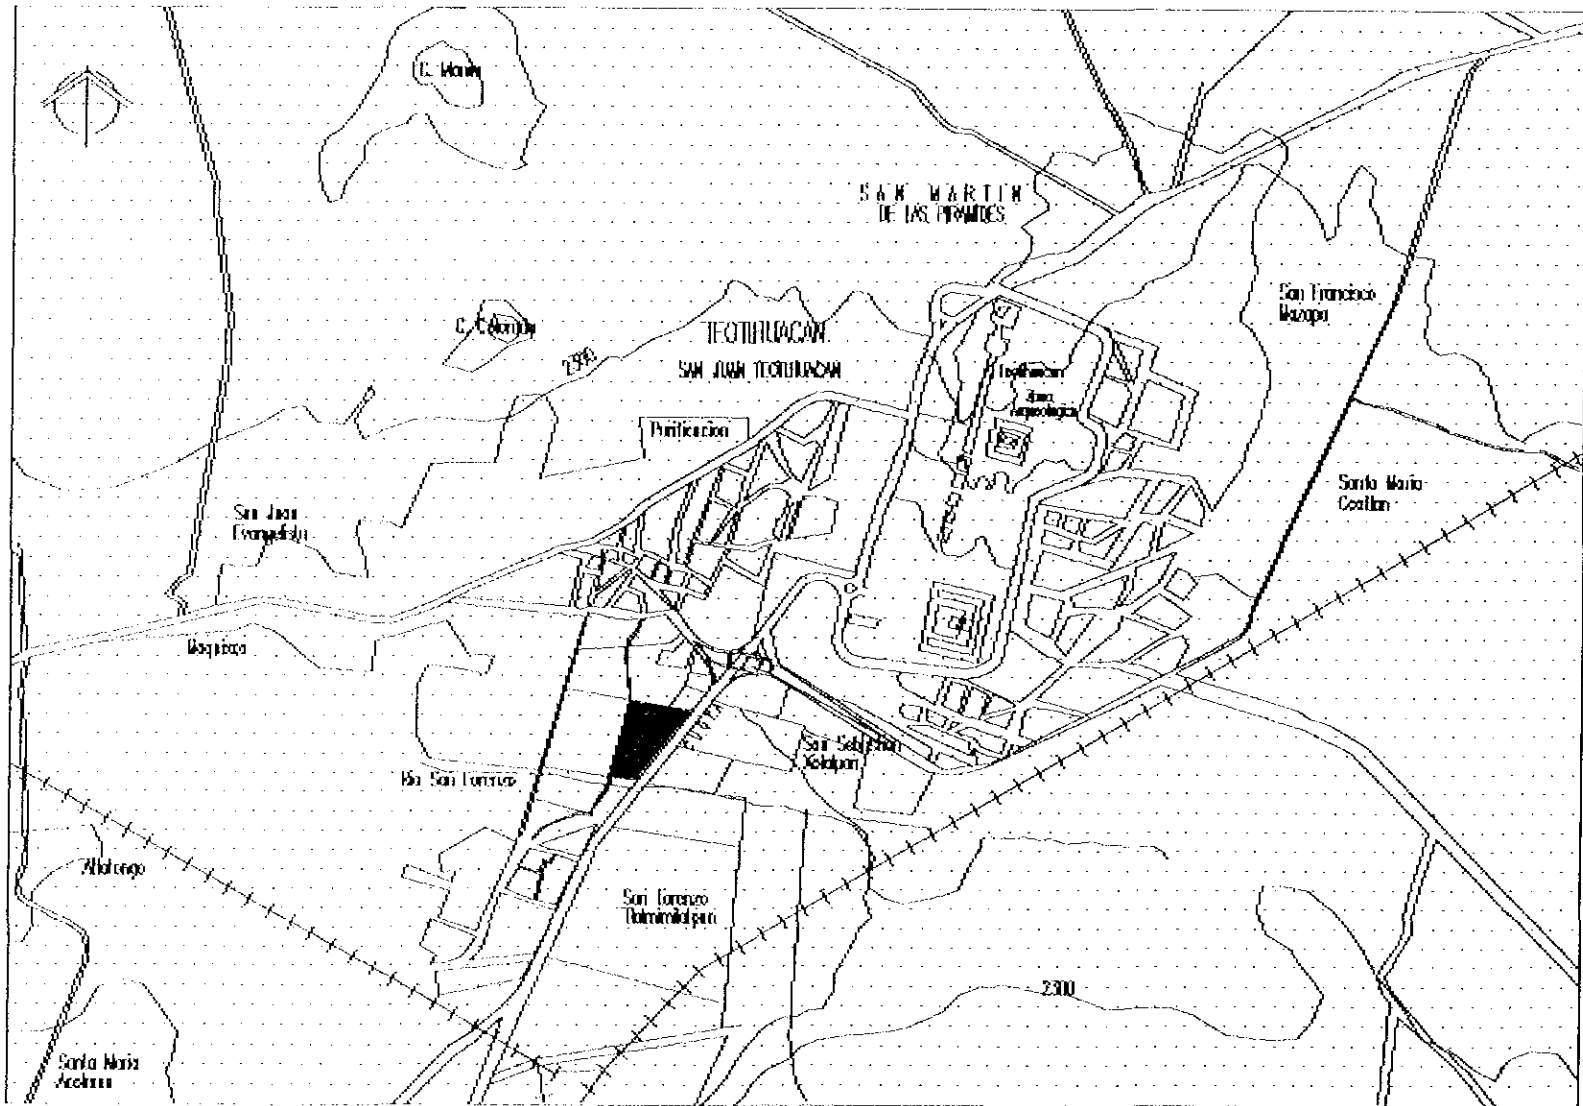 SAN MARTIN
DE LAS PIRAMIDES
San Francisco
Mazapa
TEOTIHUACAN
2300
SAN JUAN TEOTIHUACAN
Teotihuacan
Zona
Arqueologica
Purificacion
Santa Maria
Coatlan
San Juan
Evangelista
Maquixco
San Sebastian
Xolalpan
Rio San Lorenzo
Atlatongo
San Lorenzo
Tlalmimilolpan
2300
Santa Maria